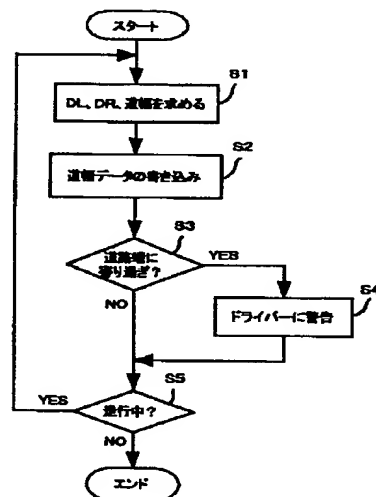 スタート
S1
DL、DR、道幅を求める
S2
道幅データの書き込み
S3
道路端に
寄り過ぎ?
YES
NO
S4
ドライバーに警告
S5
走行中?
YES
NO
エンド